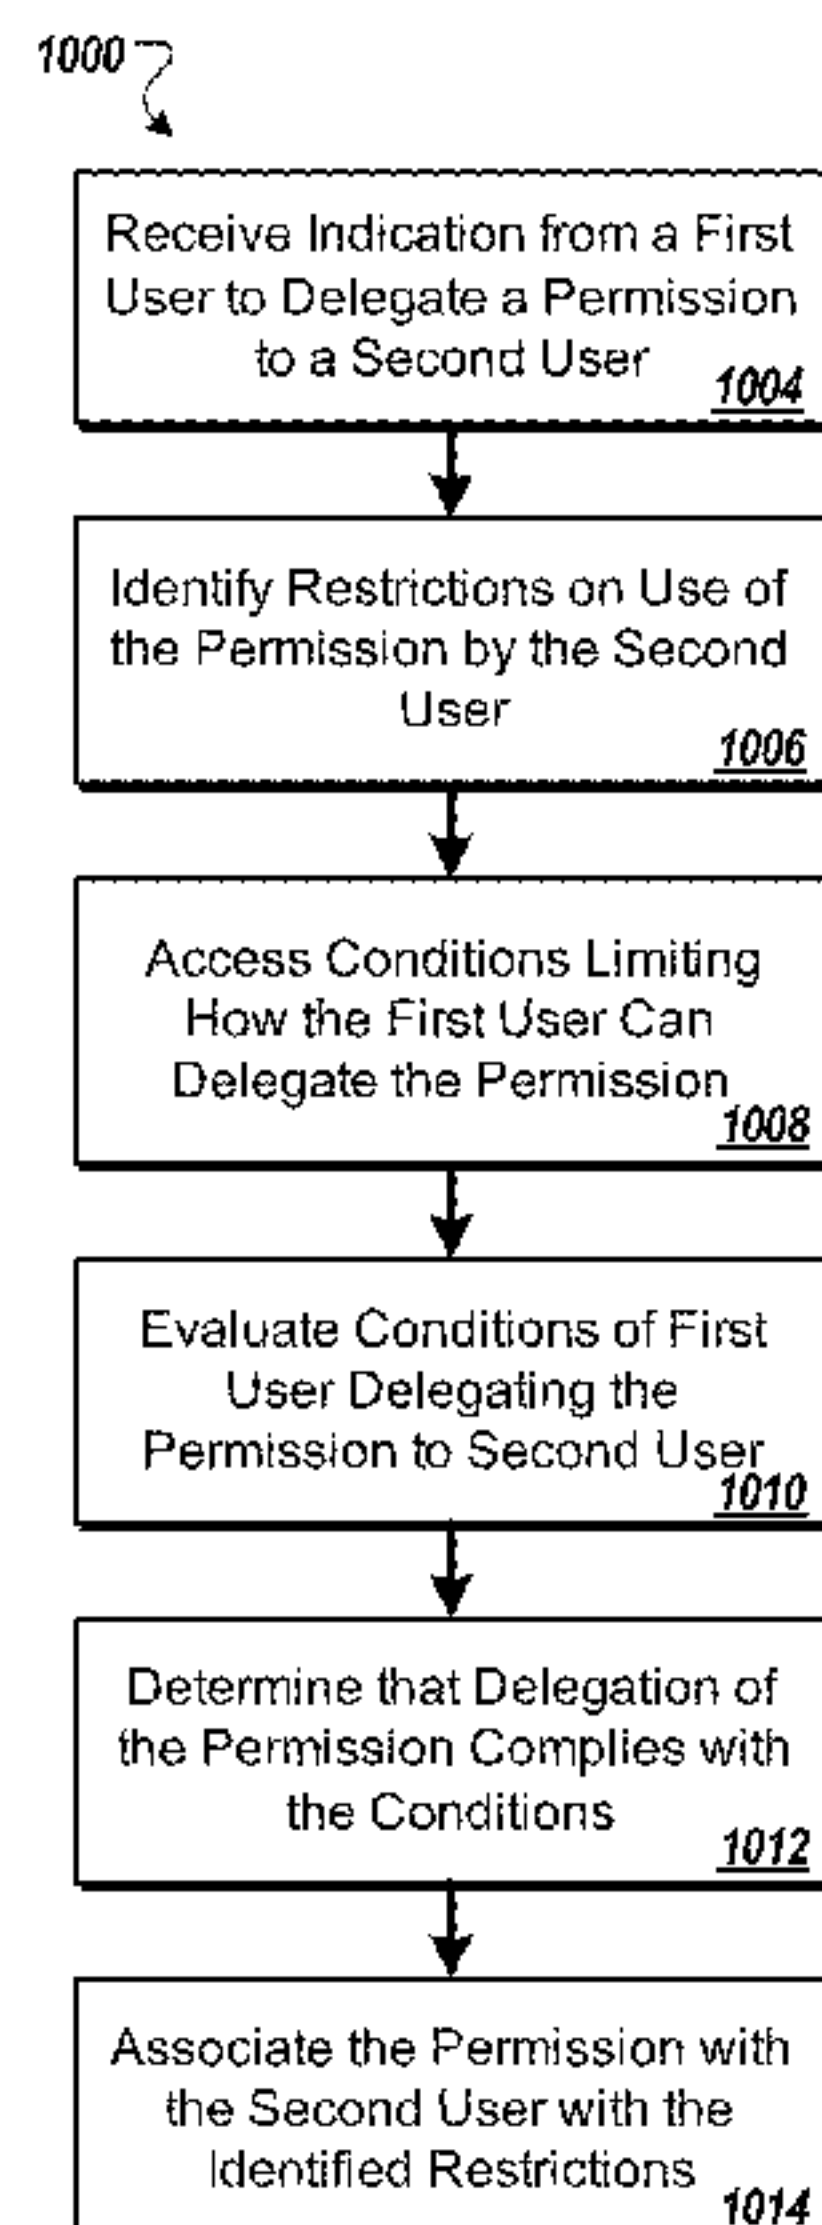 1000
Receive Indication from a First
User to Delegate a Permission
to a Second User
1004
Identify Restrictions on Use of
the Permission by the Second
User
1006
Access Conditions Limiting
How the First User Can
Delegate the Permission
1008
Evaluate Conditions of First
User Delegating the
Permission to Second User
1010
Determine that Delegation of
the Permission Complies with
the Conditions
1012
Associate the Permission with
the Second User with the
Identified Restrictions
1014